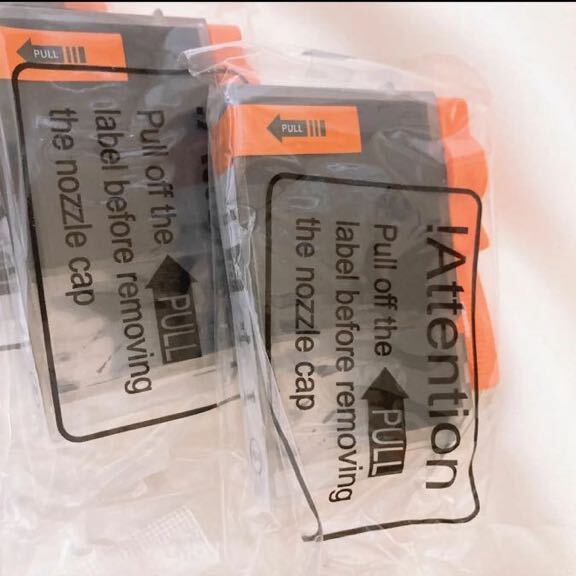 PULL
Pull off the
label before removing
the nozzle cap
PULL
PULL
!Attention
Pull off the
label before removing
the nozzle cap
PULL